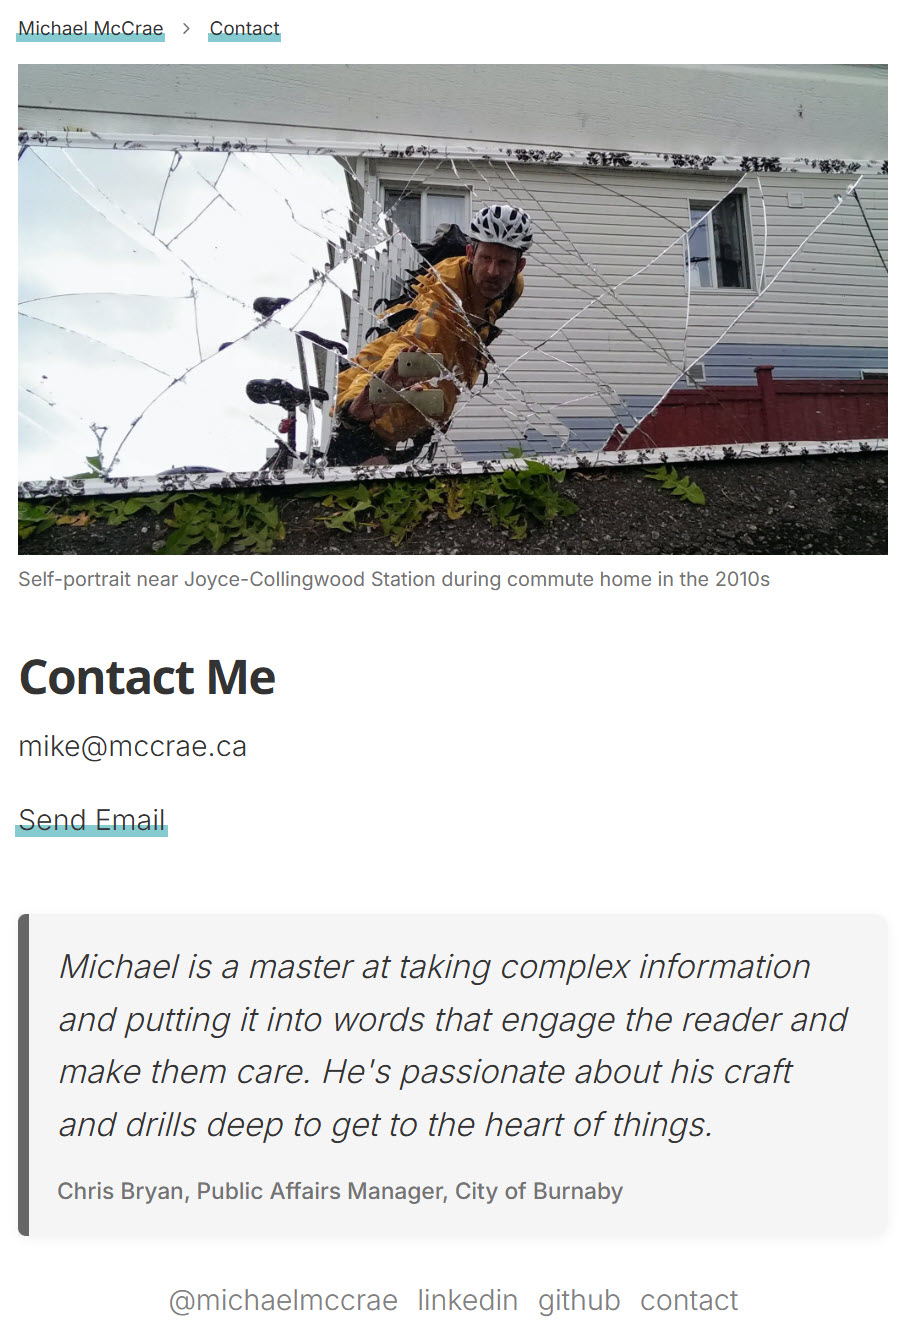 Michael McCrae > Contact
Self-portrait near Joyce-Collingwood Station during commute home in the 2010s
Contact Me
mike@mccrae.ca
Send Email
Michael is a master at taking complex information
and putting it into words that engage the reader and
make them care. He's passionate about his craft
and drills deep to get to the heart of things.
Chris Bryan, Public Affairs Manager, City of Burnaby
@michaelmccrae linkedin github contact